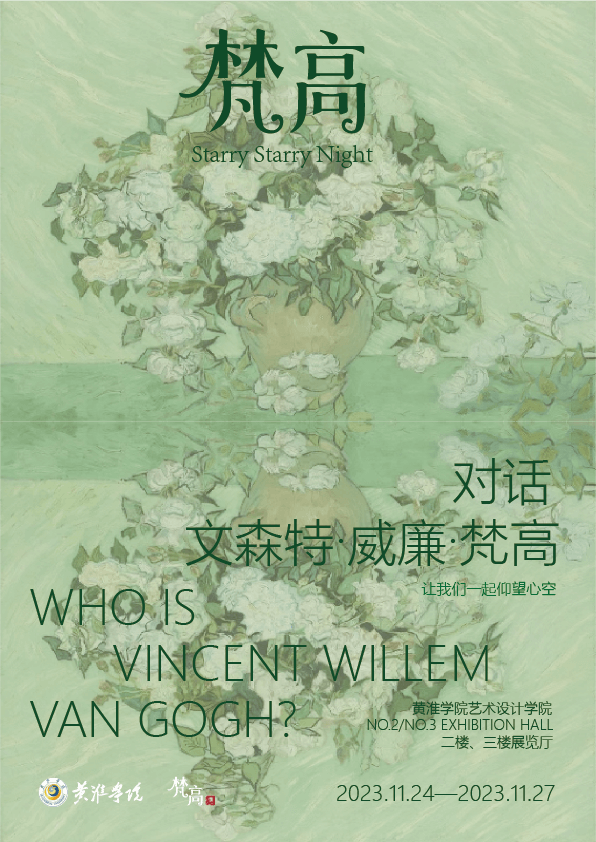 梵高
Starry Starry Night
对话
文森特·威廉·梵高
让我们一起仰望心空
WHO IS
VINCENT WILLEM
VAN GOGH?
黄淮学院艺术设计学院
NO.2/NO.3 EXHIBITION HALL
二楼、三楼展览厅
黄淮学院
梵高
2023.11.24—2023.11.27